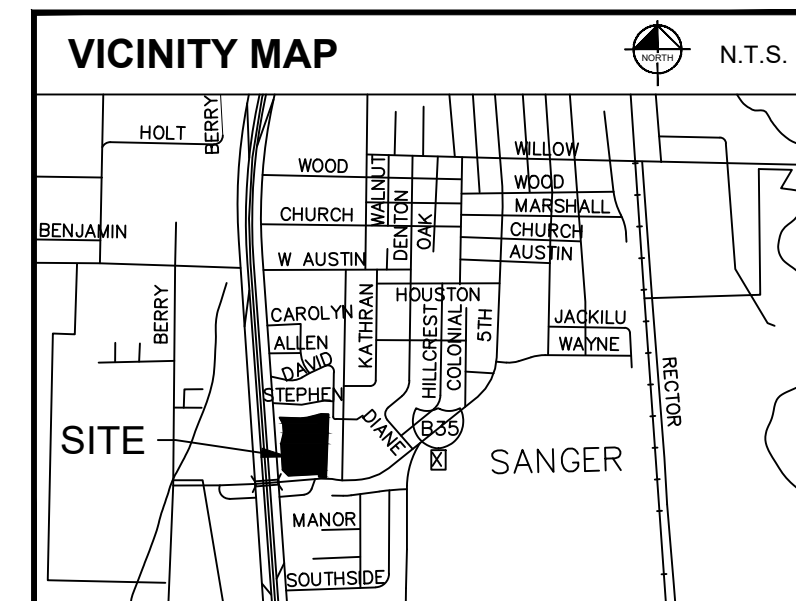 VICINITY MAP
NORTH
N.T.S.
BERRY
HOLT
WILLOW
WOOD
WALNUT
WOOD
DENTON
MARSHALL
CHURCH
OAK
BENJAMIN
CHURCH
AUSTIN
W AUSTIN
HOUSTON
BERRY
CAROLYN
KATHRAN
HILLCREST
COLONIAL
5TH
JACKILU
ALLEN
WAYNE
DAVID
RECTOR
STEPHEN
DIANE
B35
SITE
X
SANGER
MANOR
SOUTHSIDE